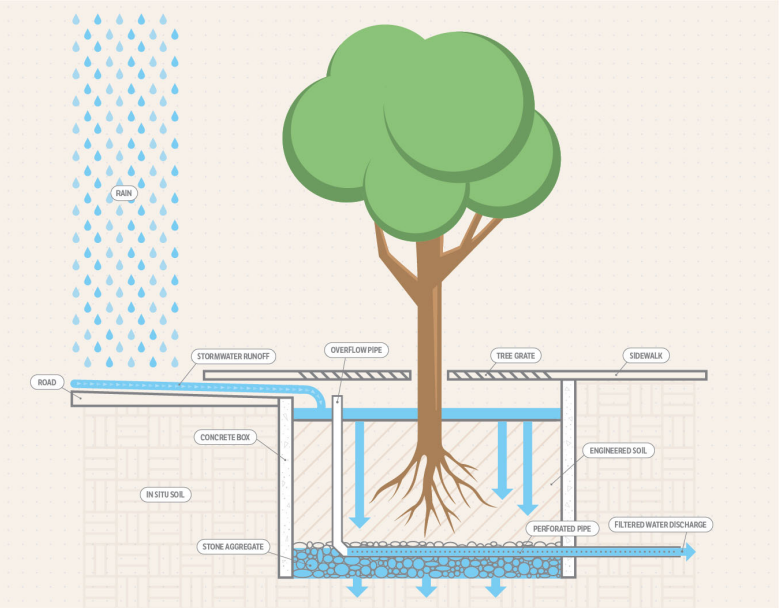 RAIN
OVERFLOW PIPE
STORMWATER RUNOFF
TREE GRATE
SIDEWALK
ROAD
CONCRETE BOX
ENGINEERED SOIL
IN SITU SOIL
PERFORATED PIPE
FILTERED WATER DISCHARGE
STONE AGGREGATE